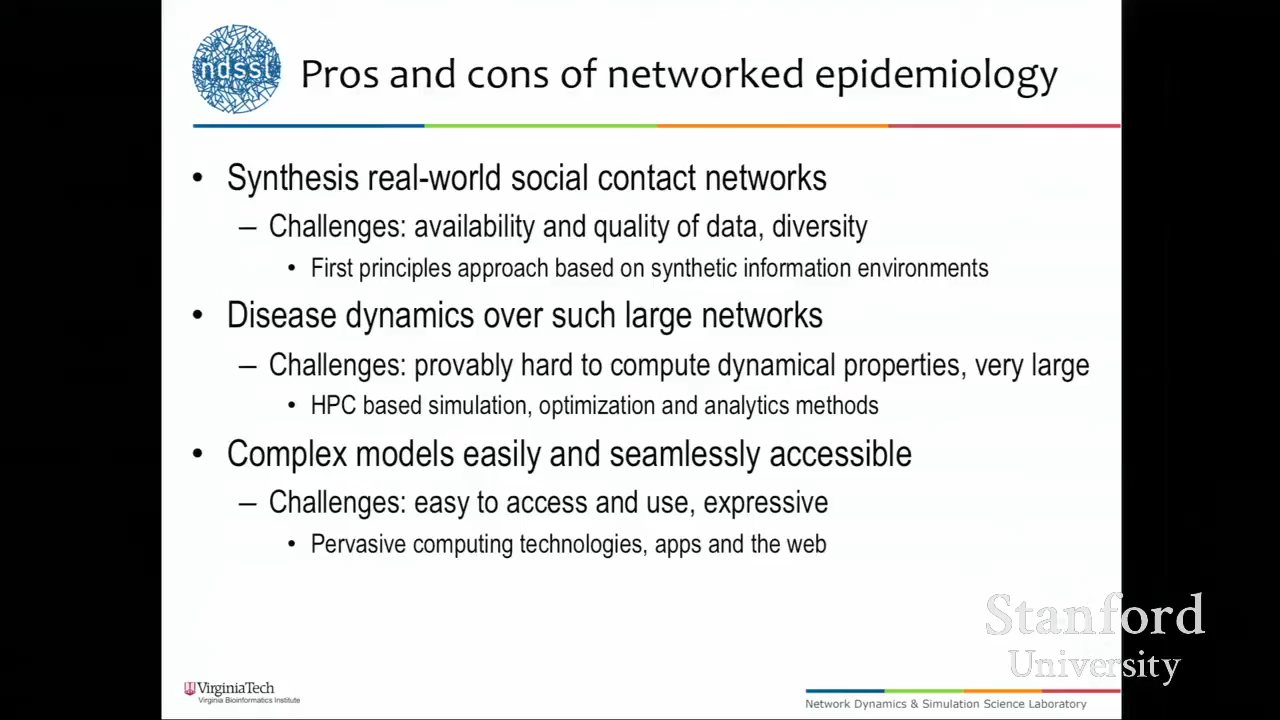 ndssl
Pros and cons of networked epidemiology
• Synthesis real-world social contact networks
– Challenges: availability and quality of data, diversity
• First principles approach based on synthetic information environments
• Disease dynamics over such large networks
– Challenges: provably hard to compute dynamical properties, very large
• HPC based simulation, optimization and analytics methods
• Complex models easily and seamlessly accessible
– Challenges: easy to access and use, expressive
• Pervasive computing technologies, apps and the web
Stanford
University
VirginiaTech
Virginia Bioinformatics Institute
Network Dynamics & Simulation Science Laboratory